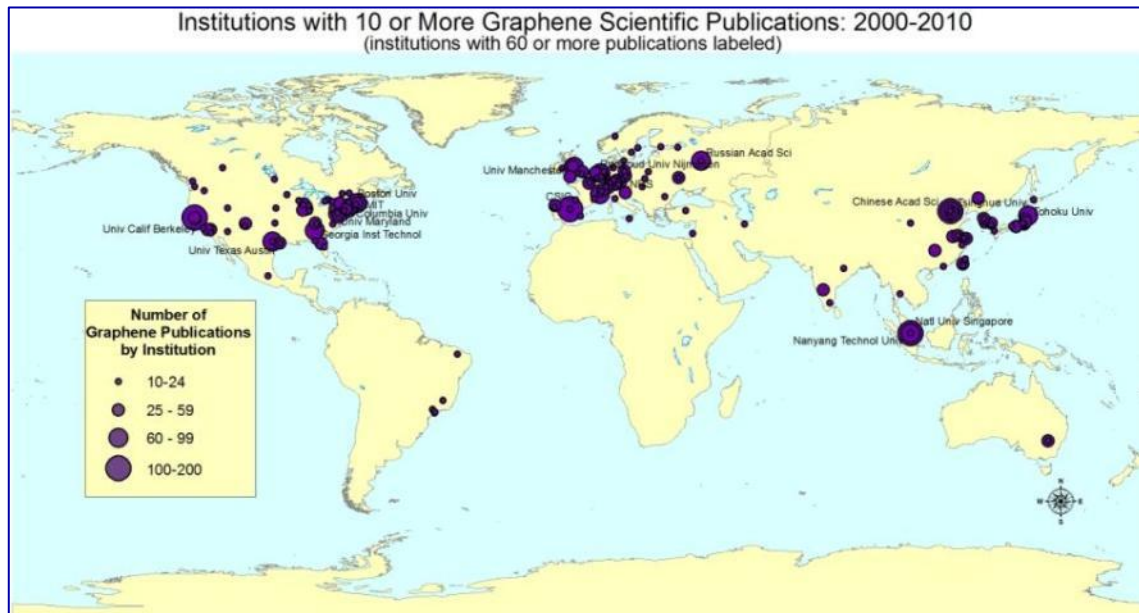 Institutions with 10 or More Graphene Scientific Publications: 2000-2010
(institutions with 60 or more publications labeled)
Russian Acad Sci
Univ Manchester
Univ Nijmegen
CSIC
Boston Univ
MIT
Columbia Univ
Univ Maryland
Georgia Inst Technol
Univ Calif Berkeley
Univ Texas Austin
Chinese Acad Sci
Tsinghua Univ
Tohoku Univ
Natl Univ Singapore
Nanyang Technol Univ
Number of
Graphene Publications
by Institution
10-24
25 - 59
60 - 99
100-200
N
W
E
S